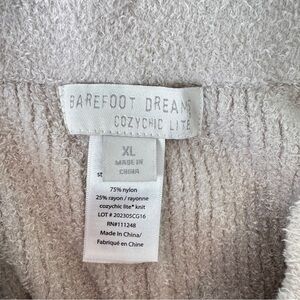 BAREFOOT DREAMS
COZYCHIC LITE
XL
MADE IN
CHINA
st
75% nylon
25% rayon / rayonne
cozychic lite® knit
LOT # 202305CG16
RN#111248
Made In China/
Fabriqué en Chine